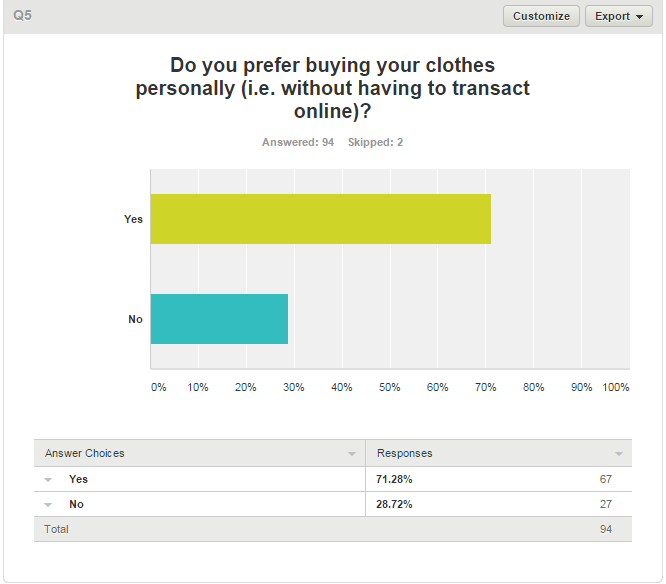 Q5 Customize Export
Do you prefer buying your clothes
personally (i.e. without having to transact
online)?
Answered: 94 Skipped: 2
Yes
No
0% 10% 20% 30% 40% 50% 60% 70% 80% 90% 100%
Answer Choices Responses
Yes 71.28% 67
No 28.72% 27
Total 94